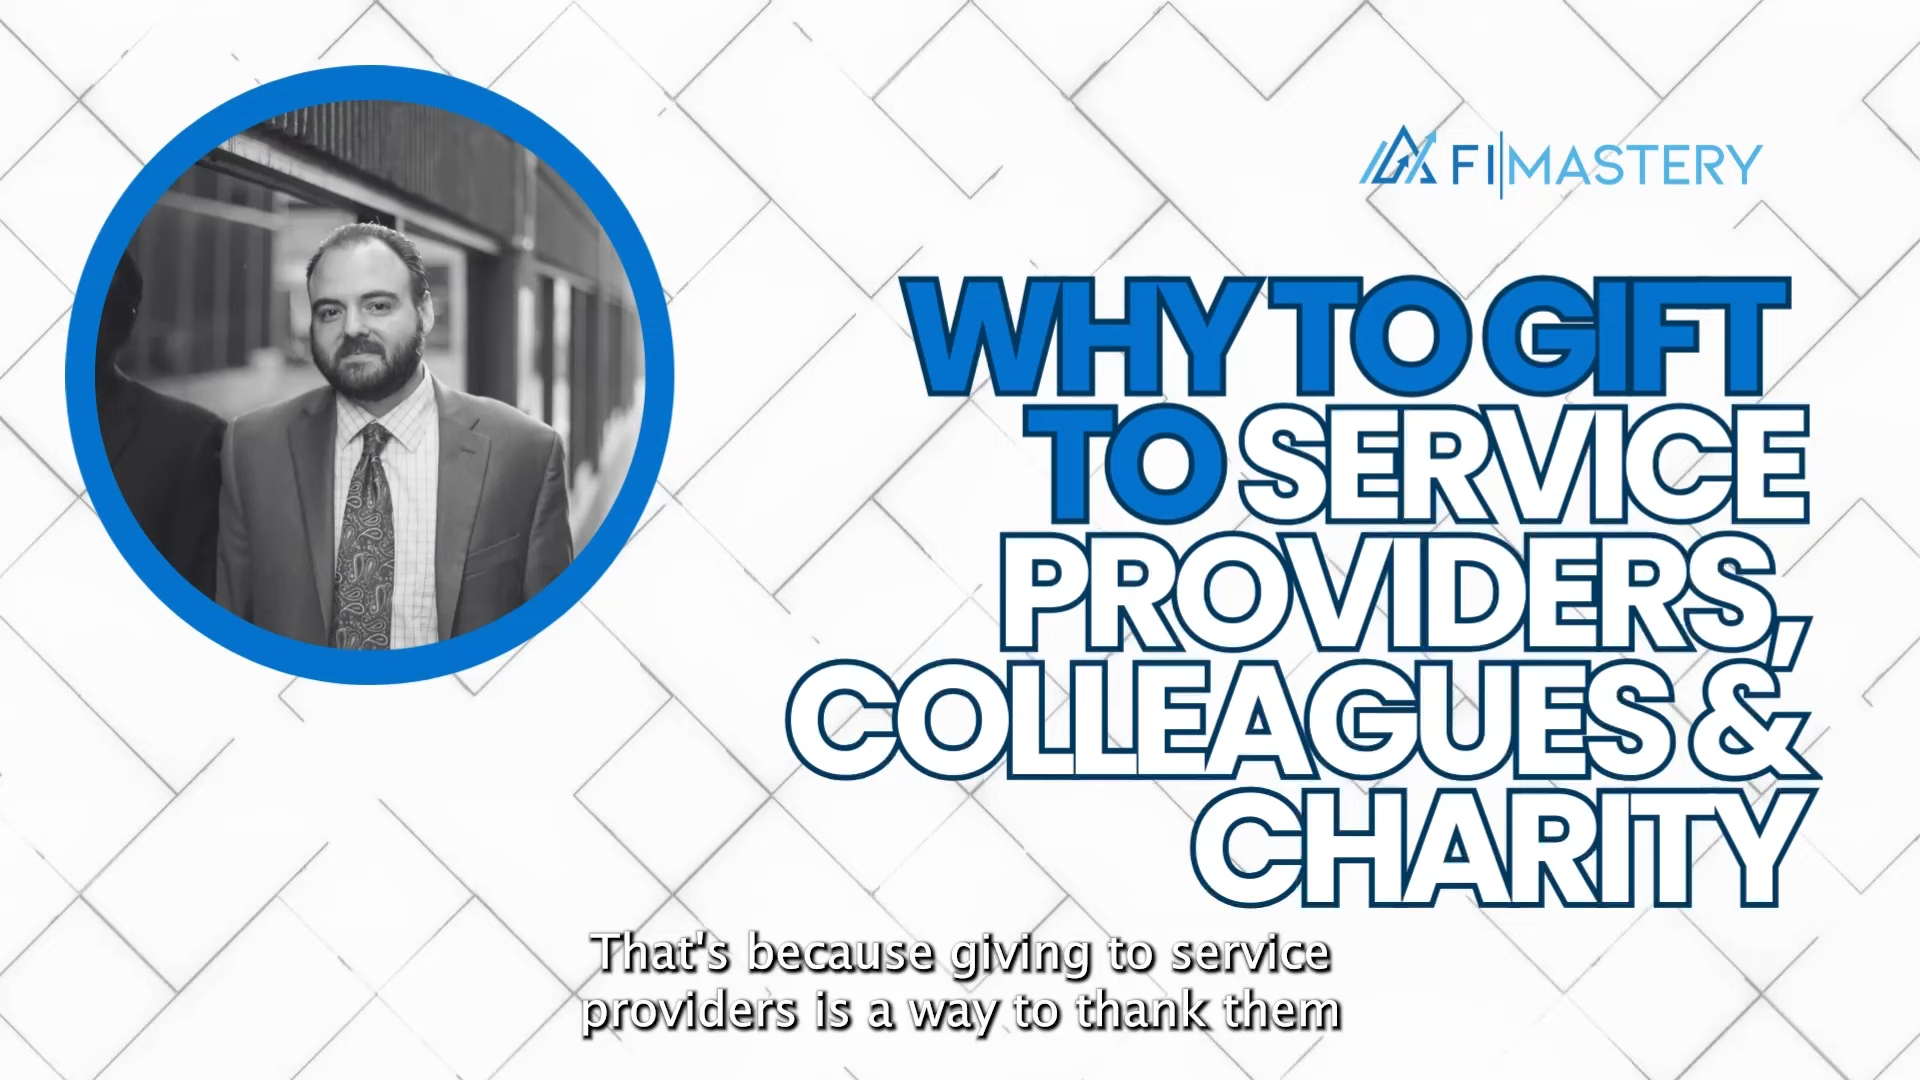 FI|MASTERY
WHY TO GIFT
TO SERVICE
PROVIDERS,
COLLEAGUES &
CHARITY
That's because giving to service
providers is a way to thank them